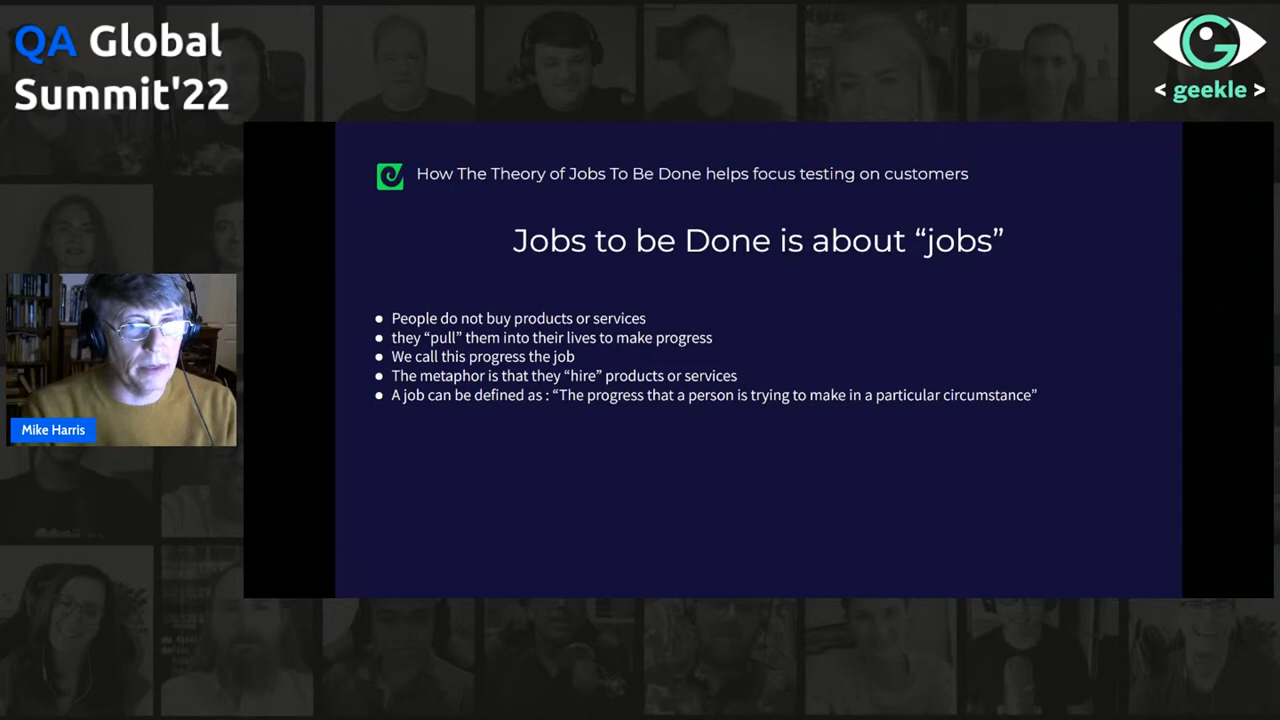 QA Global
Summit'22
< geekle >
How The Theory of Jobs To Be Done helps focus testing on customers
Jobs to be Done is about “jobs”
● People do not buy products or services
● they “pull” them into their lives to make progress
● We call this progress the job
● The metaphor is that they “hire” products or services
● A job can be defined as : “The progress that a person is trying to make in a particular circumstance”
Mike Harris